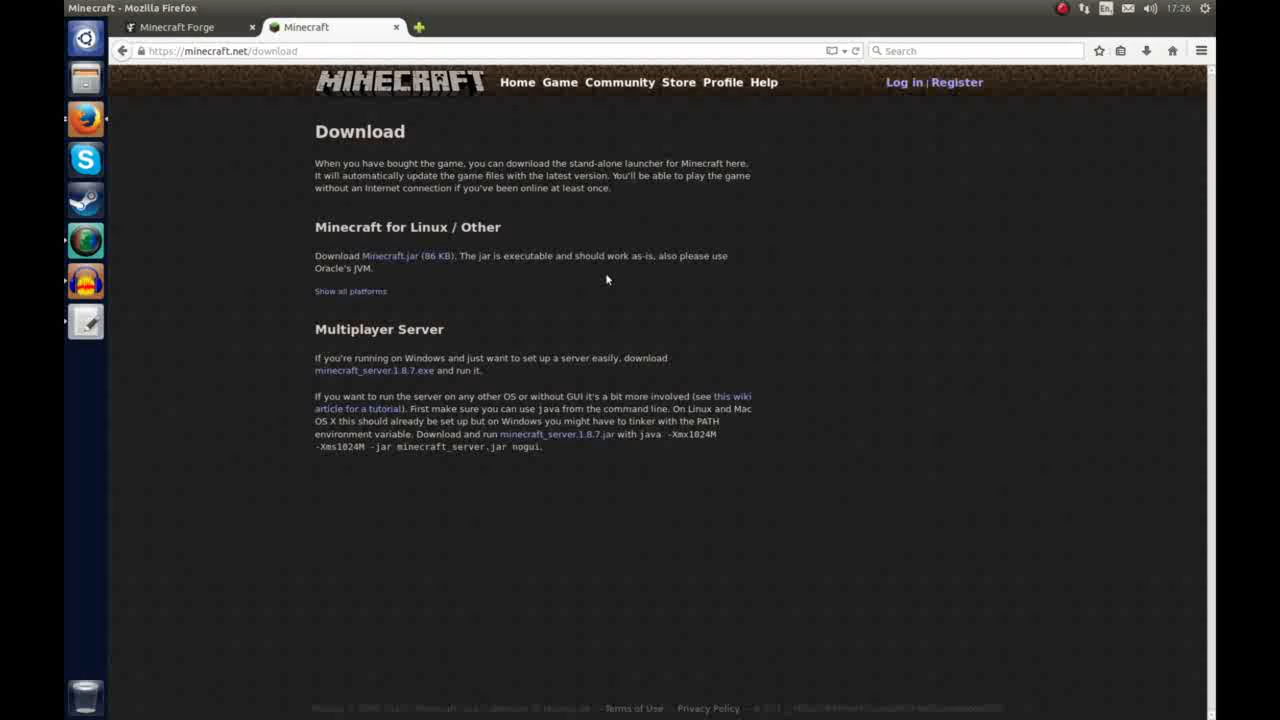 Minecraft - Mozilla Firefox
En
17:26
Minecraft Forge
Minecraft
https://minecraft.net/download
Search
MINECRAFT
Home Game Community Store Profile Help
Log in | Register
Download
When you have bought the game, you can download the stand-alone launcher for Minecraft here.
It will automatically update the game files with the latest version. You'll be able to play the game
without an Internet connection if you've been online at least once.
Minecraft for Linux / Other
Download Minecraft.jar (86 KB). The jar is executable and should work as-is, also please use
Oracle's JVM.
Show all platforms
Multiplayer Server
If you're running on Windows and just want to set up a server easily, download
minecraft_server.1.8.7.exe and run it.
If you want to run the server on any other OS or without GUI it's a bit more involved (see this wiki
article for a tutorial). First make sure you can use java from the command line. On Linux and Mac
OS X this should already be set up but on Windows you might have to tinker with the PATH
environment variable. Download and run minecraft_server.1.8.7.jar with java -Xmx1024M
-Xms1024M -jar minecraft_server.jar nogui.
Terms of Use
Privacy Policy